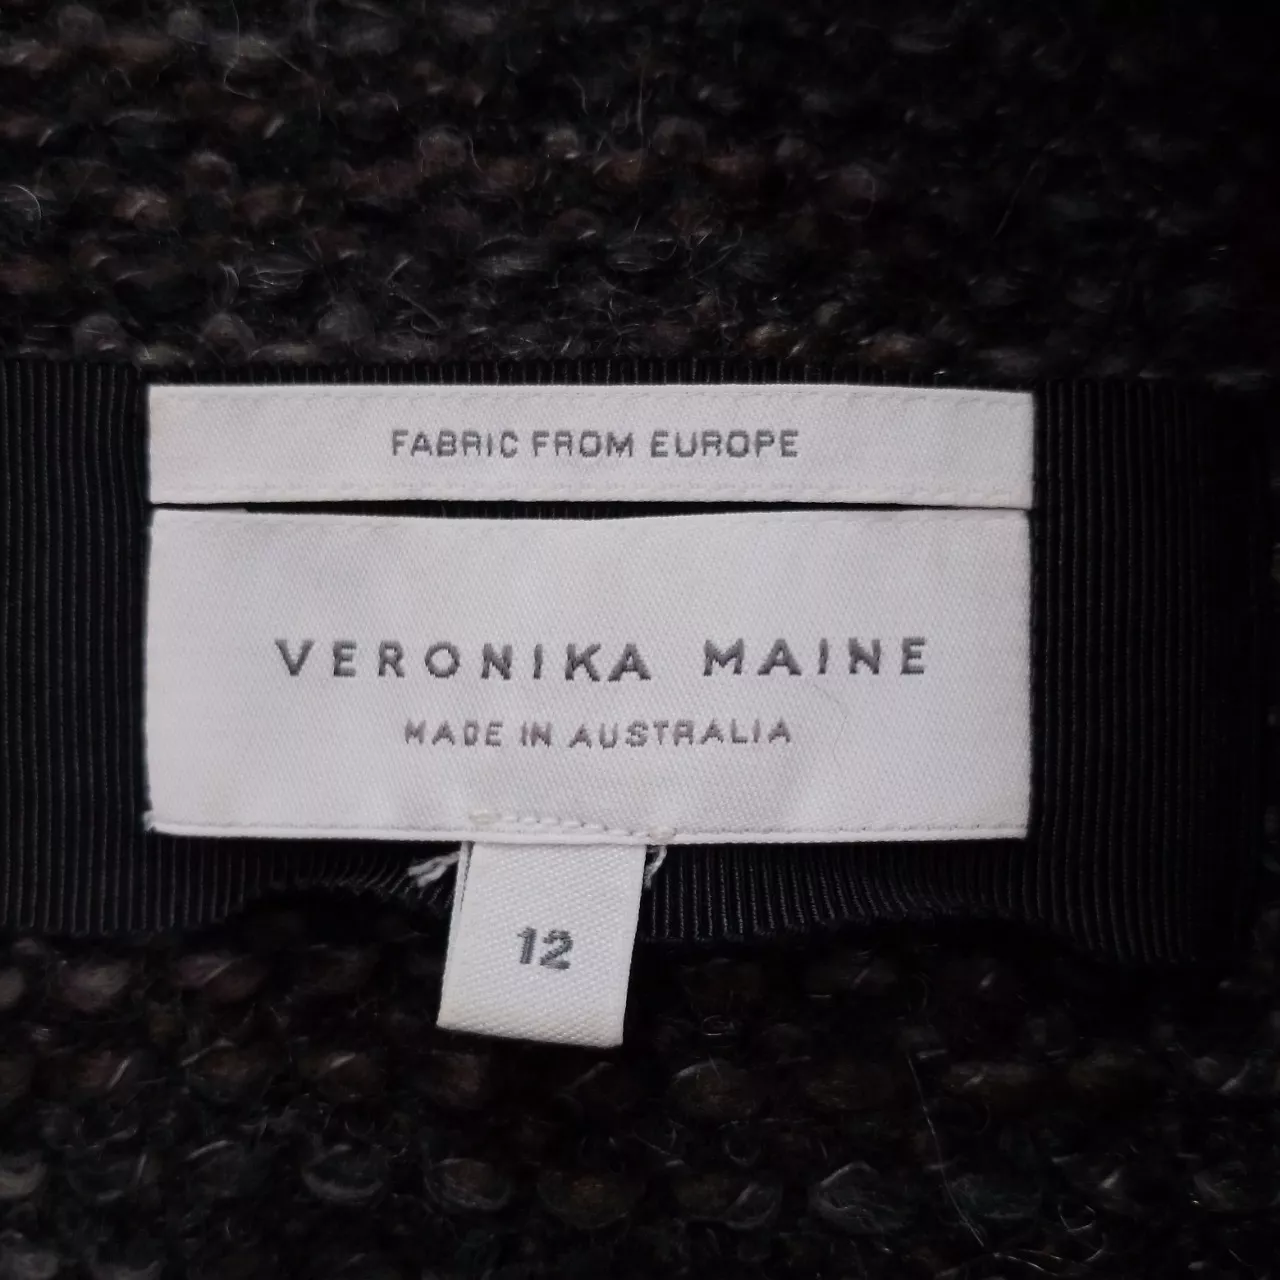 FABRIC FROM EUROPE
VERONIKA MAINE
MADE IN AUSTRALIA
12